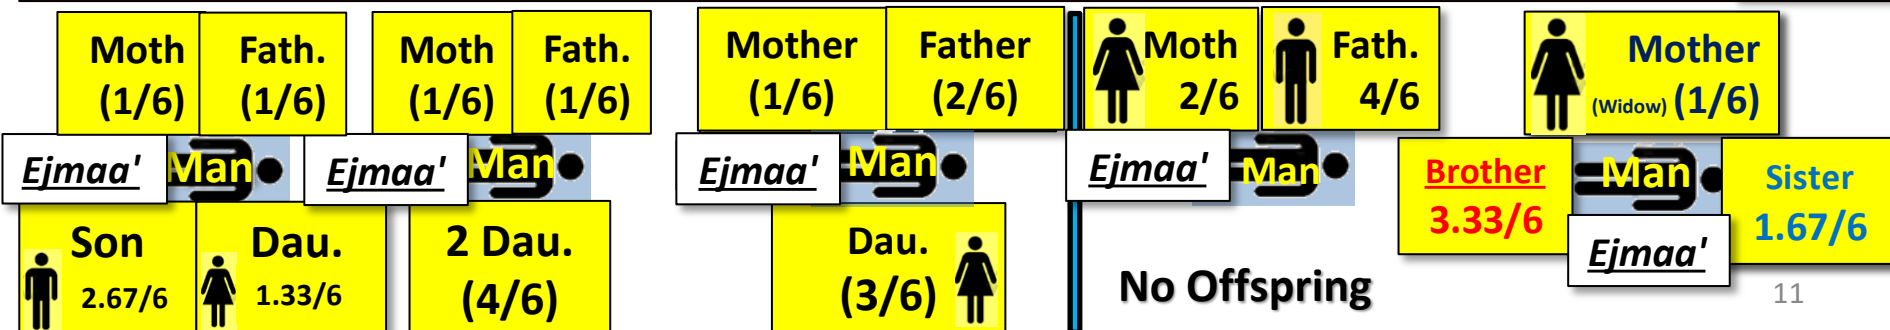 Moth
(1/6)
Fath.
(1/6)
Moth
(1/6)
Fath.
(1/6)
Mother
(1/6)
Father
(2/6)
Moth
2/6
Fath.
4/6
Mother
(Widow) (1/6)
Ejmaa'
Man
Ejmaa'
Man
Ejmaa'
Man
Ejmaa'
Man
Brother
3.33/6
Man
Sister
1.67/6
Ejmaa'
Son
2.67/6
Dau.
1.33/6
2 Dau.
(4/6)
Dau.
(3/6)
No Offspring
11